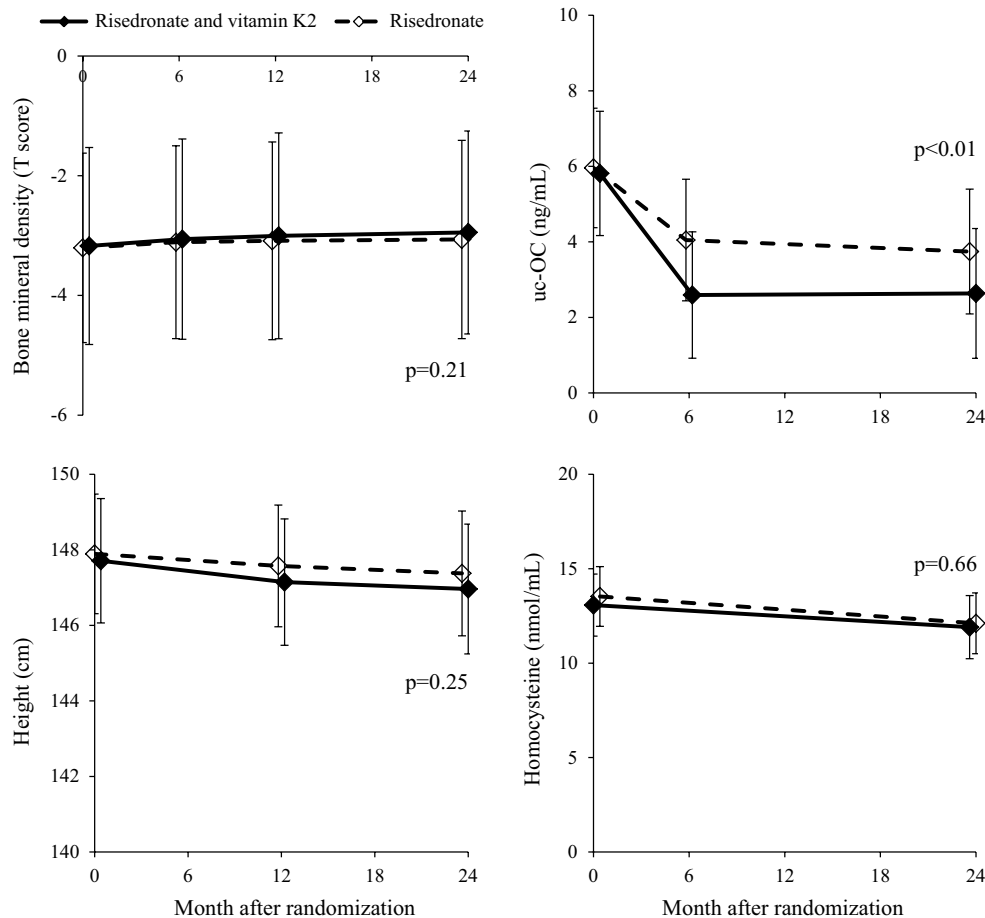 Risedronate and vitamin K2
Risedronate
Bone mineral density (T score)
0
-2
-4
-6
0 6 12 18 24
p=0.21
uc-OC (ng/mL)
10
8
6
4
2
0
0 6 12 18 24
p<0.01
Height (cm)
150
148
146
144
142
140
0 6 12 18 24
p=0.25
Month after randomization
Homocysteine (nmol/mL)
20
15
10
5
0
0 6 12 18 24
p=0.66
Month after randomization